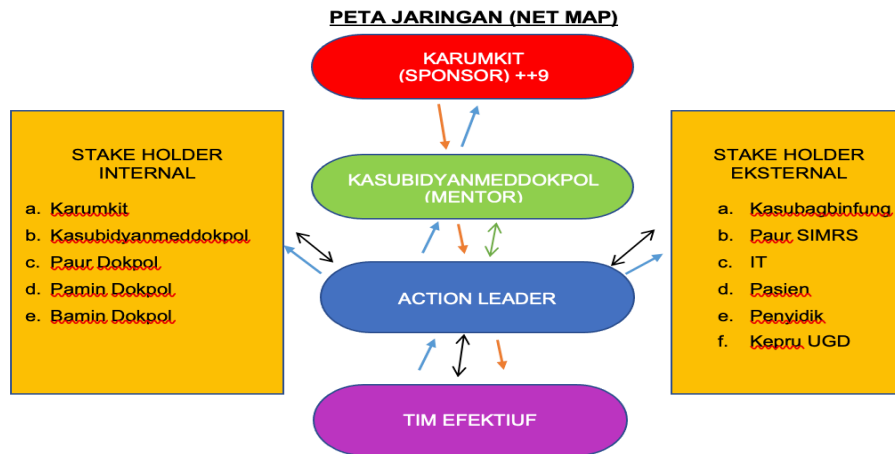 PETA JARINGAN (NET MAP)
KARUMKIT
(SPONSOR) ++9
STAKE HOLDER
INTERNAL
a. Karumkit
b. Kasubidyanmeddokpol
c. Paur Dokpol
d. Pamin Dokpol
e. Bamin Dokpol
KASUBIDYANMEDDOKPOL
(MENTOR)
ACTION LEADER
TIM EFEKTIUF
STAKE HOLDER
EKSTERNAL
a. Kasubagbinfung
b. Paur SIMRS
c. IT
d. Pasien
e. Penyidik
f. Kepru UGD